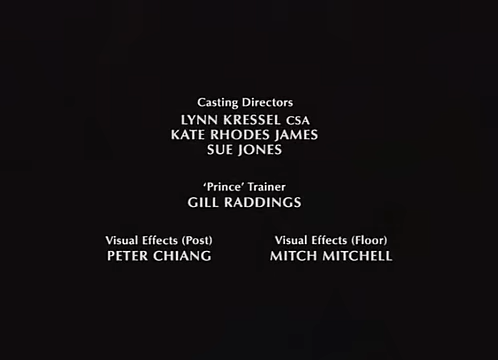 Casting Directors
LYNN KRESSEL CSA
KATE RHODES JAMES
SUE JONES
‘Prince’ Trainer
GILL RADDINGS
Visual Effects (Post)
PETER CHIANG
Visual Effects (Floor)
MITCH MITCHELL